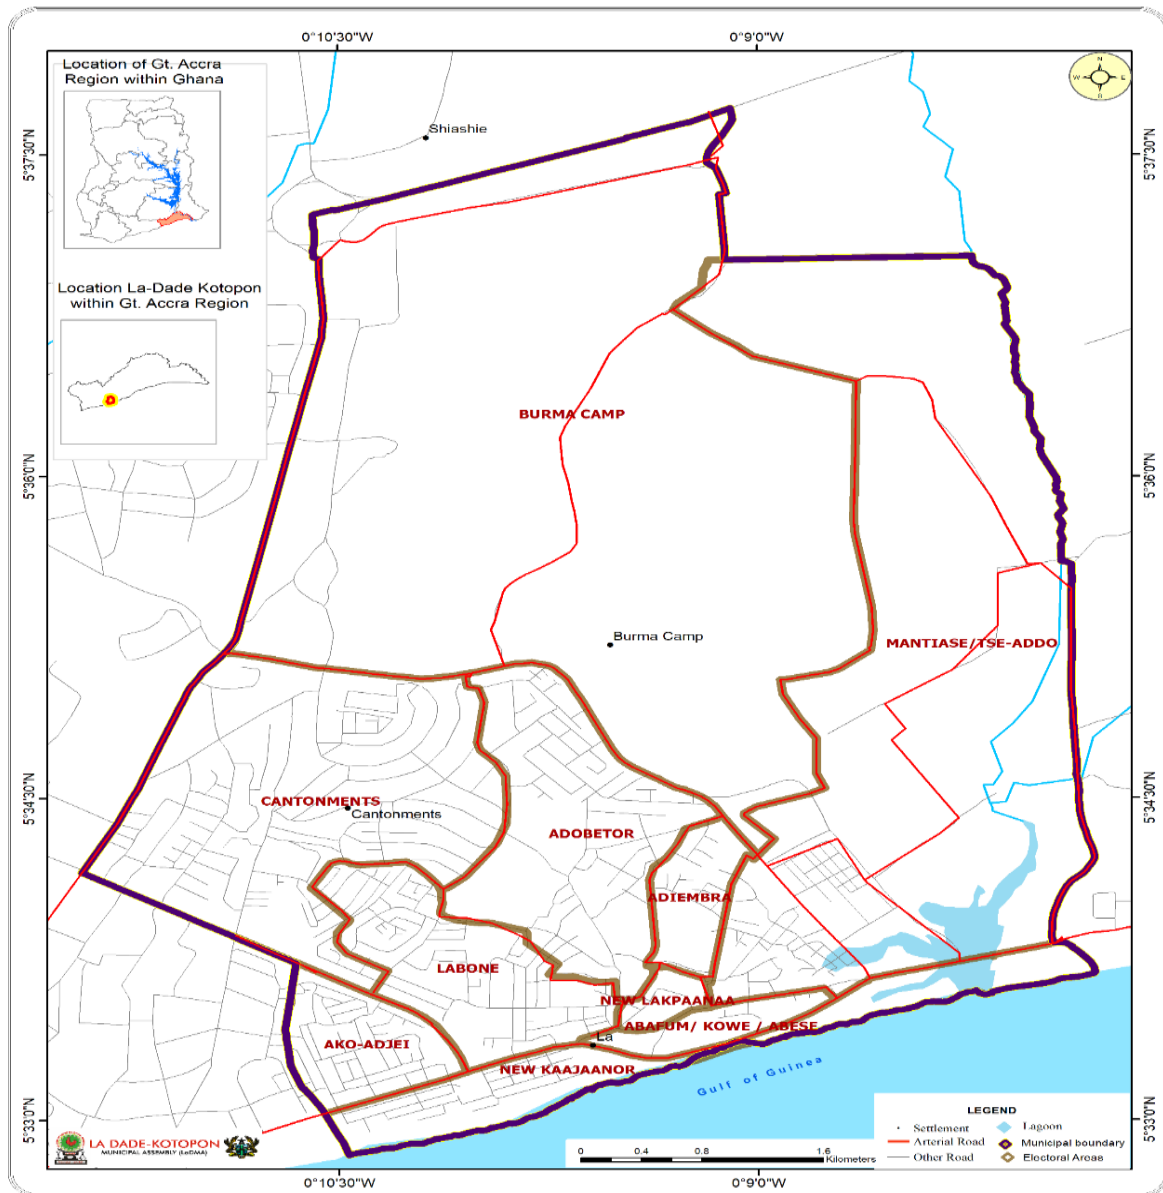 0°10'30"W
0°9'0"W
Location of Gt. Accra
Region within Ghana
N
W
E
S
Shiashie
5°37'30"N
5°37'30"N
Location La-Dade Kotopon
within Gt. Accra Region
BURMA CAMP
5°36'0"N
5°36'0"N
Burma Camp
MANTIASE/TSE-ADDO
5°34'30"N
5°34'30"N
CANTONMENTS
Cantonments
ADOBETOR
ADIEMBRA
LABONE
NEW LAKPAANAA
ABAFUM/ KOWE / ABESE
La
AKO-ADJEI
NEW KAAJAANOR
Gulf of Guinea
5°33'0"N
5°33'0"N
LA DADE-KOTOPON
MUNICIPAL ASSEMBLY (LaDMA)
0
0.4
0.8
1.6
Kilometers
LEGEND
Settlement
Lagoon
Arterial Road
Municipal boundary
Other Road
Electoral Areas
0°10'30"W
0°9'0"W